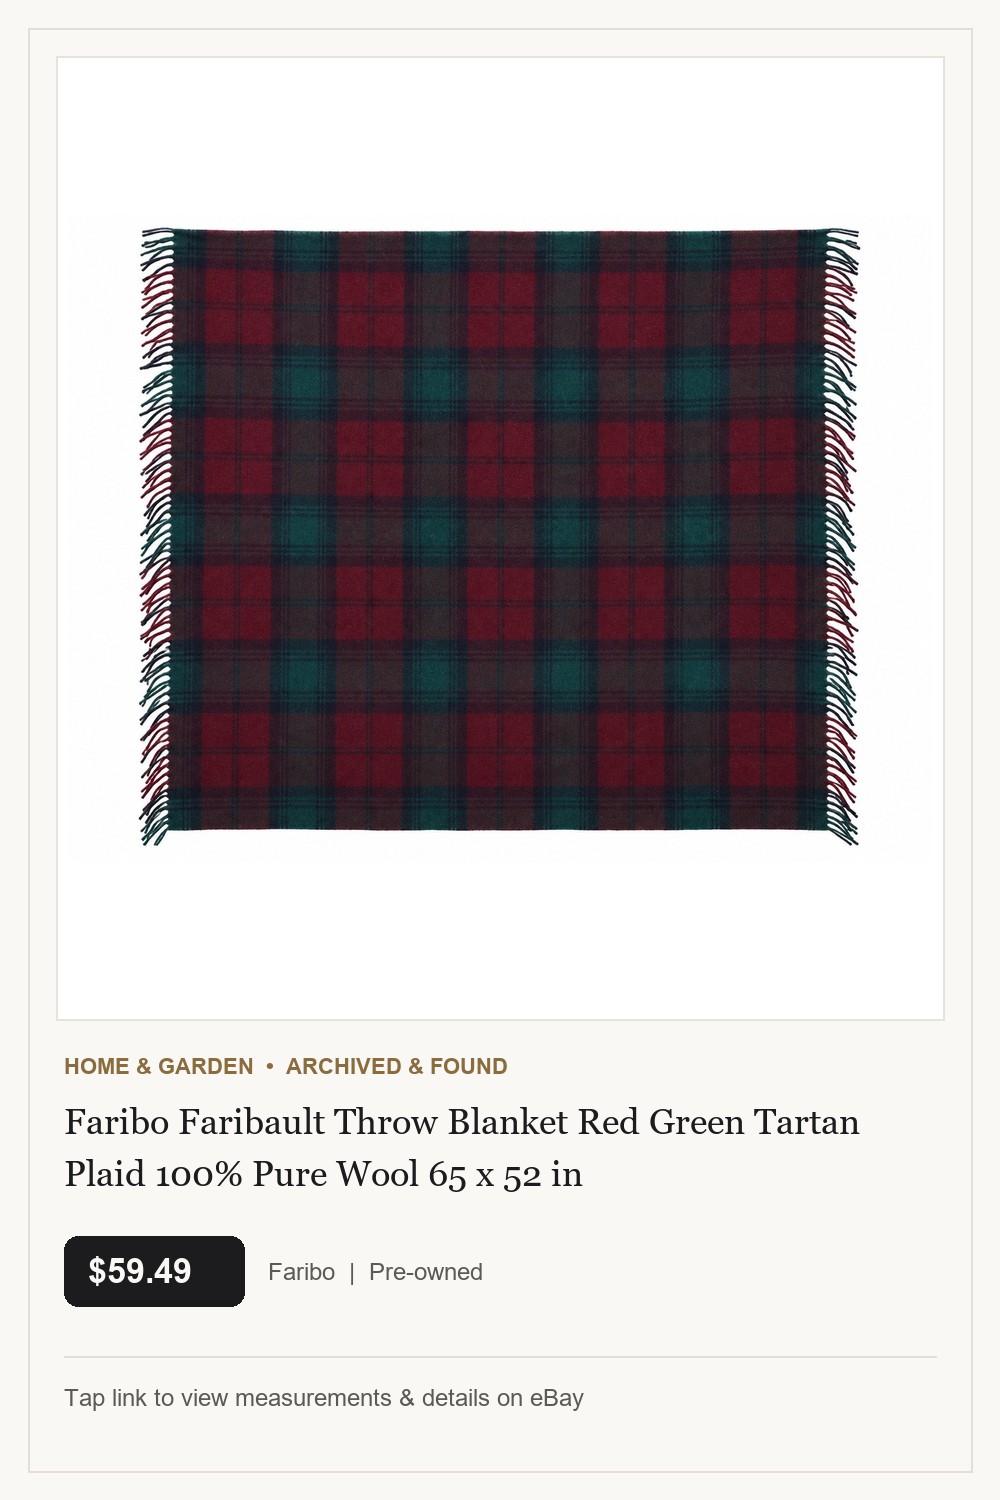 HOME & GARDEN • ARCHIVED & FOUND
Faribo Faribault Throw Blanket Red Green Tartan
Plaid 100% Pure Wool 65 x 52 in
$59.49
Faribo | Pre-owned
Tap link to view measurements & details on eBay